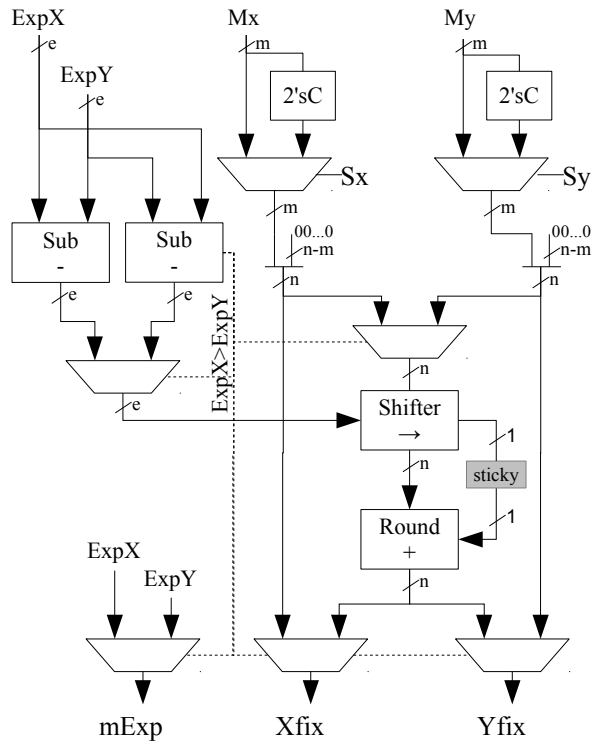 ExpX
Mx
My
e
m
m
ExpY
e
2'sC
2'sC
Sx
Sy
m
m
00...0
00...0
Sub
-
Sub
-
n-m
n-m
e
e
n
n
ExpX>ExpY
n
e
Shifter
→
1
n
sticky
1
Round
+
ExpX
ExpY
n
mExp
Xfix
Yfix